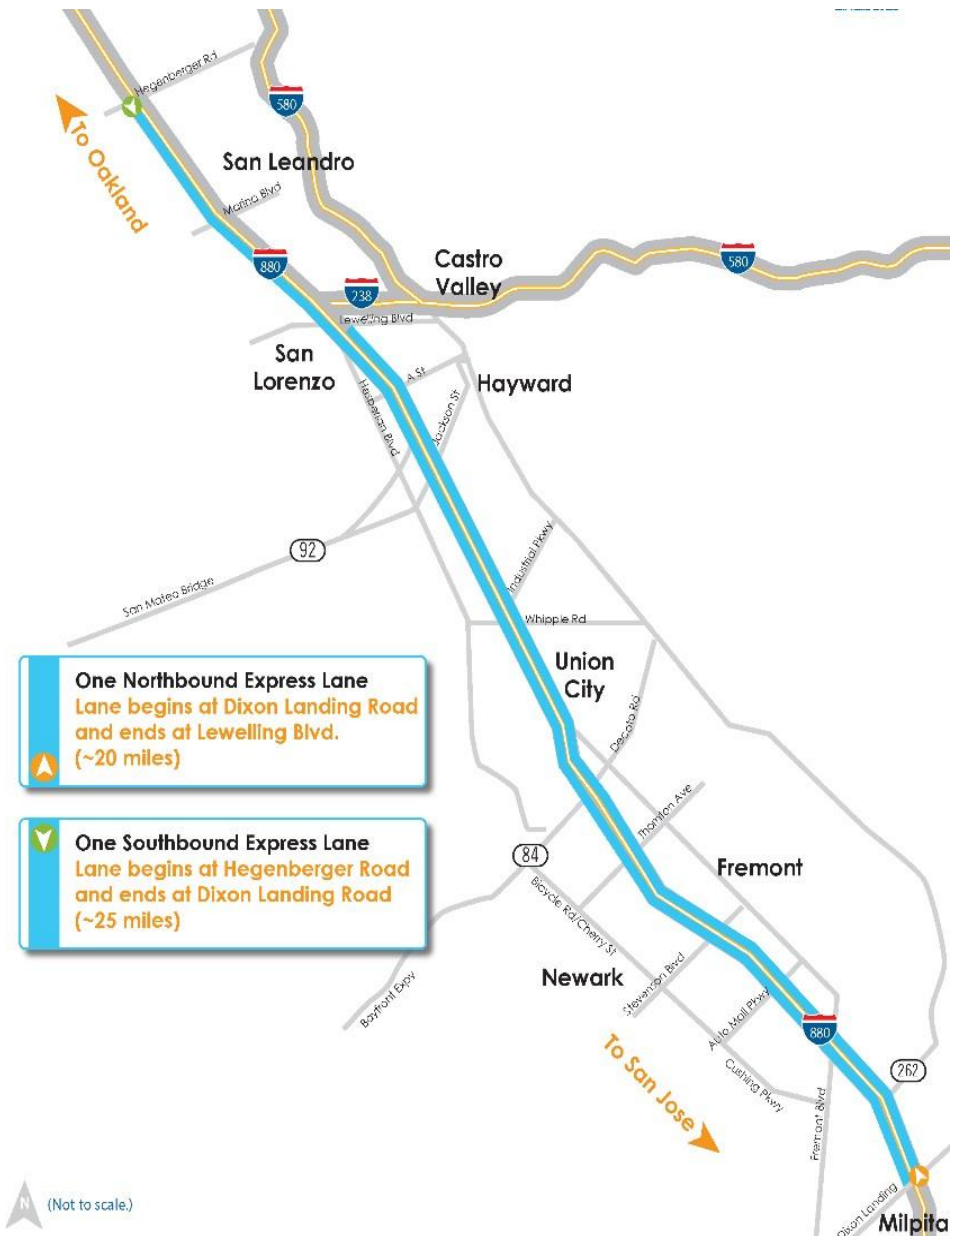 Hegenberger Rd
580
To Oakland
San Leandro
Marina Blvd
880
Castro
Valley
580
238
Lewelling Blvd
San
Lorenzo
A St
Hayward
Hesperian Blvd
Jackson St
92
San Mateo Bridge
Industrial Pkwy
Whipple Rd
Union
City
Decoto Rd
One Northbound Express Lane
Lane begins at Dixon Landing Road
and ends at Lewelling Blvd.
(~20 miles)
One Southbound Express Lane
Lane begins at Hegenberger Road
and ends at Dixon Landing Road
(~25 miles)
Thornton Ave
84
Fremont
Bicycle Rd/Cherry St
Newark
Stevenson Blvd
Bayfront Expy
Auto Mall Pkwy
880
To San Jose
Cushing Pkwy
262
Fremont Blvd
Dixon Landing
N
(Not to scale.)
Milpita